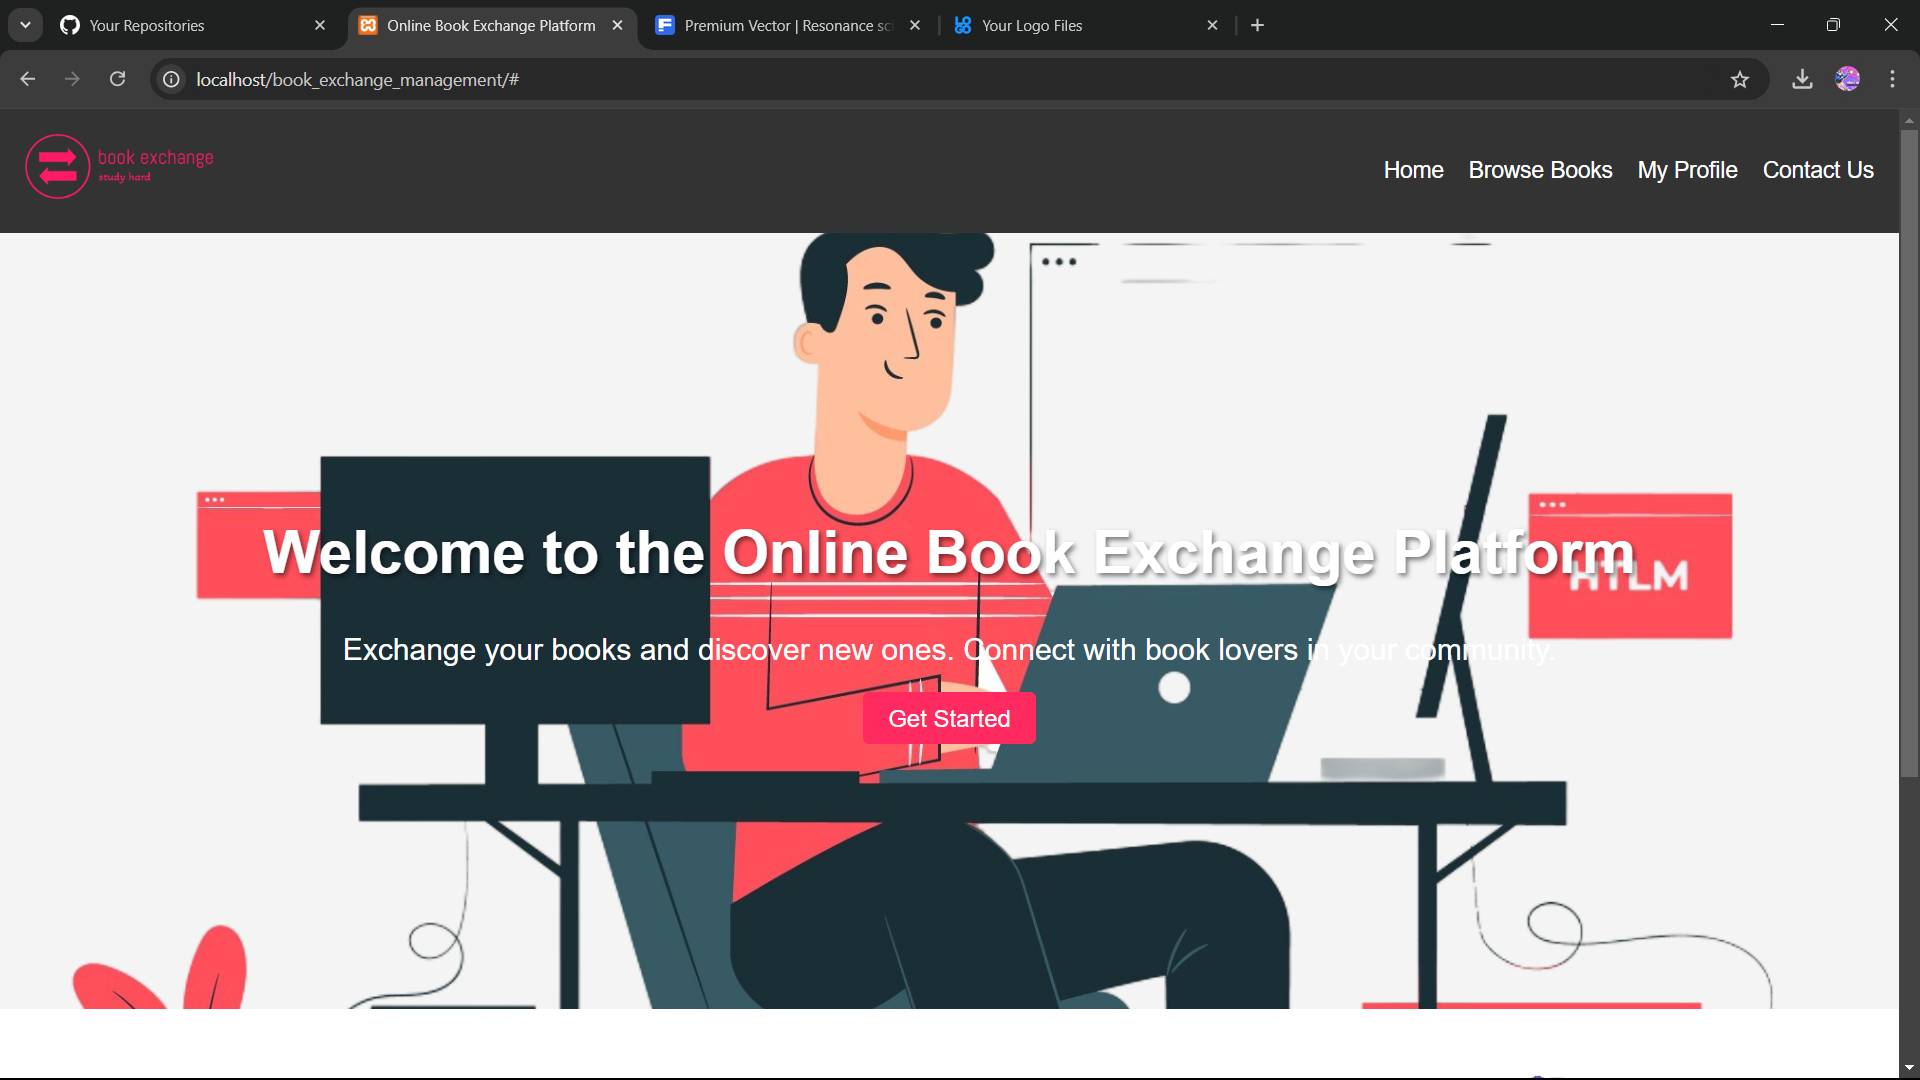 Your Repositories
Online Book Exchange Platform
Premium Vector | Resonance sc
Your Logo Files
localhost/book_exchange_management/#
book exchange
study hard
Home Browse Books My Profile Contact Us
Welcome to the Online Book Exchange Platform
HTLM
Exchange your books and discover new ones. Connect with book lovers in your community.
Get Started